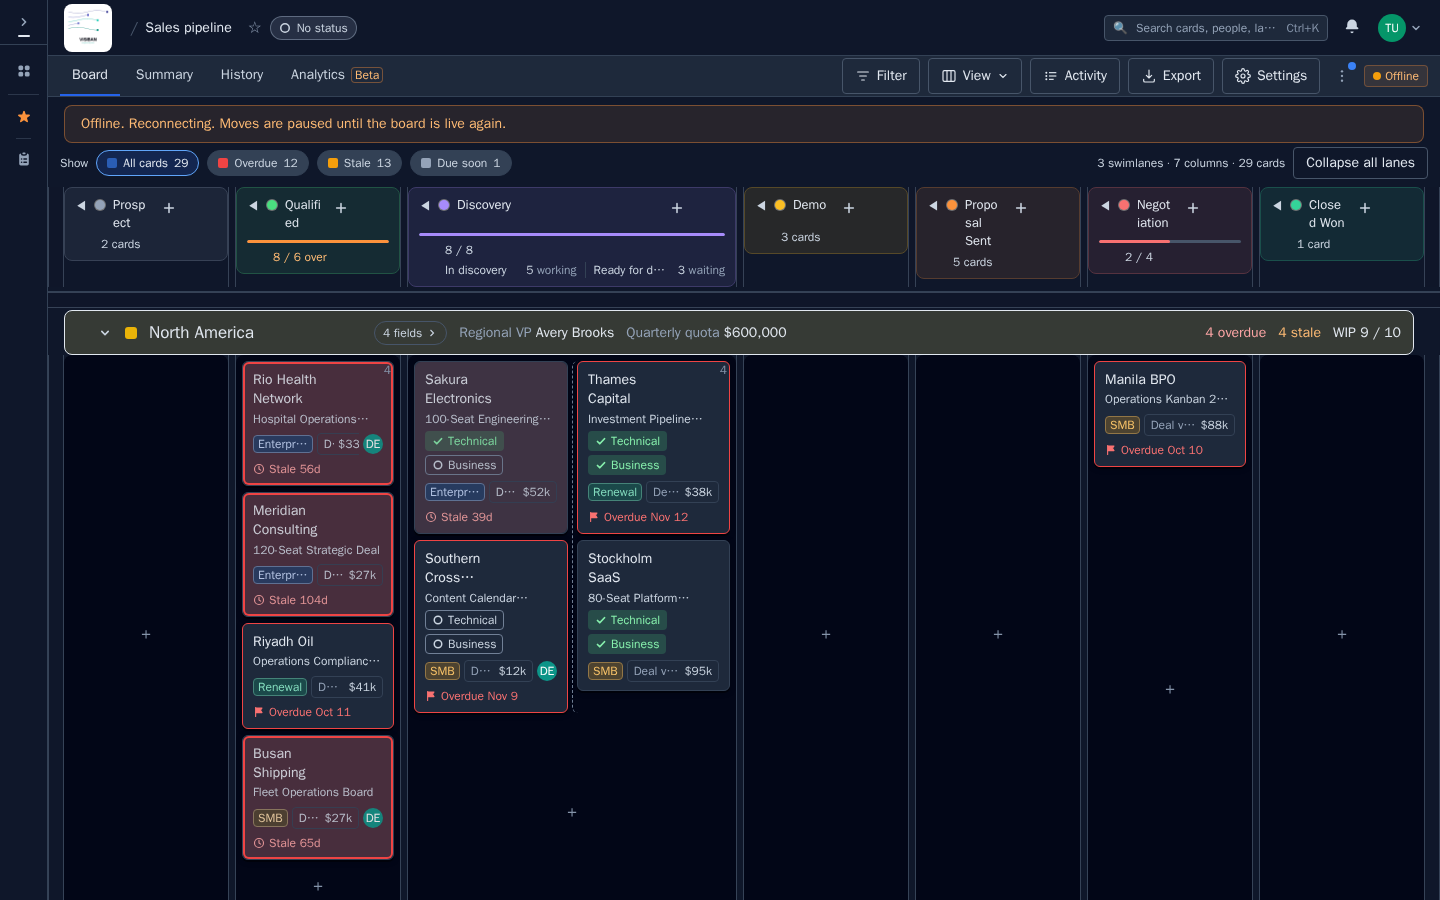 VISBAN
/ Sales pipeline
No status
Search cards, people, la···
Ctrl+K
TU
Board
Summary
History
Analytics
Beta
Filter
View
Activity
Export
Settings
Offline
Offline. Reconnecting. Moves are paused until the board is live again.
Show
All cards 29
Overdue 12
Stale 13
Due soon 1
3 swimlanes · 7 columns · 29 cards
Collapse all lanes
Prosp
ect
2 cards
Qualifi
ed
8 / 6 over
Discovery
8 / 8
In discovery
5 working
Ready for d···
3 waiting
Demo
3 cards
Propo
sal
Sent
5 cards
Negot
iation
2 / 4
Close
d Won
1 card
North America
4 fields
Regional VP Avery Brooks
Quarterly quota $600,000
4 overdue
4 stale
WIP 9 / 10
4
Rio Health
Network
Hospital Operations···
Enterpr···
D· $33
DE
Stale 56d
Meridian
Consulting
120-Seat Strategic Deal
Enterpr···
D··· $27k
Stale 104d
Riyadh Oil
Operations Complianc···
Renewal
D··· $41k
Overdue Oct 11
Busan
Shipping
Fleet Operations Board
SMB
D··· $27k
DE
Stale 65d
Sakura
Electronics
100-Seat Engineering···
Technical
Business
Enterpr···
D··· $52k
Stale 39d
Southern
Cross···
Content Calendar···
Technical
Business
SMB
D··· $12k
DE
Overdue Nov 9
4
Thames
Capital
Investment Pipeline···
Technical
Business
Renewal
De··· $38k
Overdue Nov 12
Stockholm
SaaS
80-Seat Platform···
Technical
Business
SMB
Deal v··· $95k
Manila BPO
Operations Kanban 2···
SMB
Deal v··· $88k
Overdue Oct 10